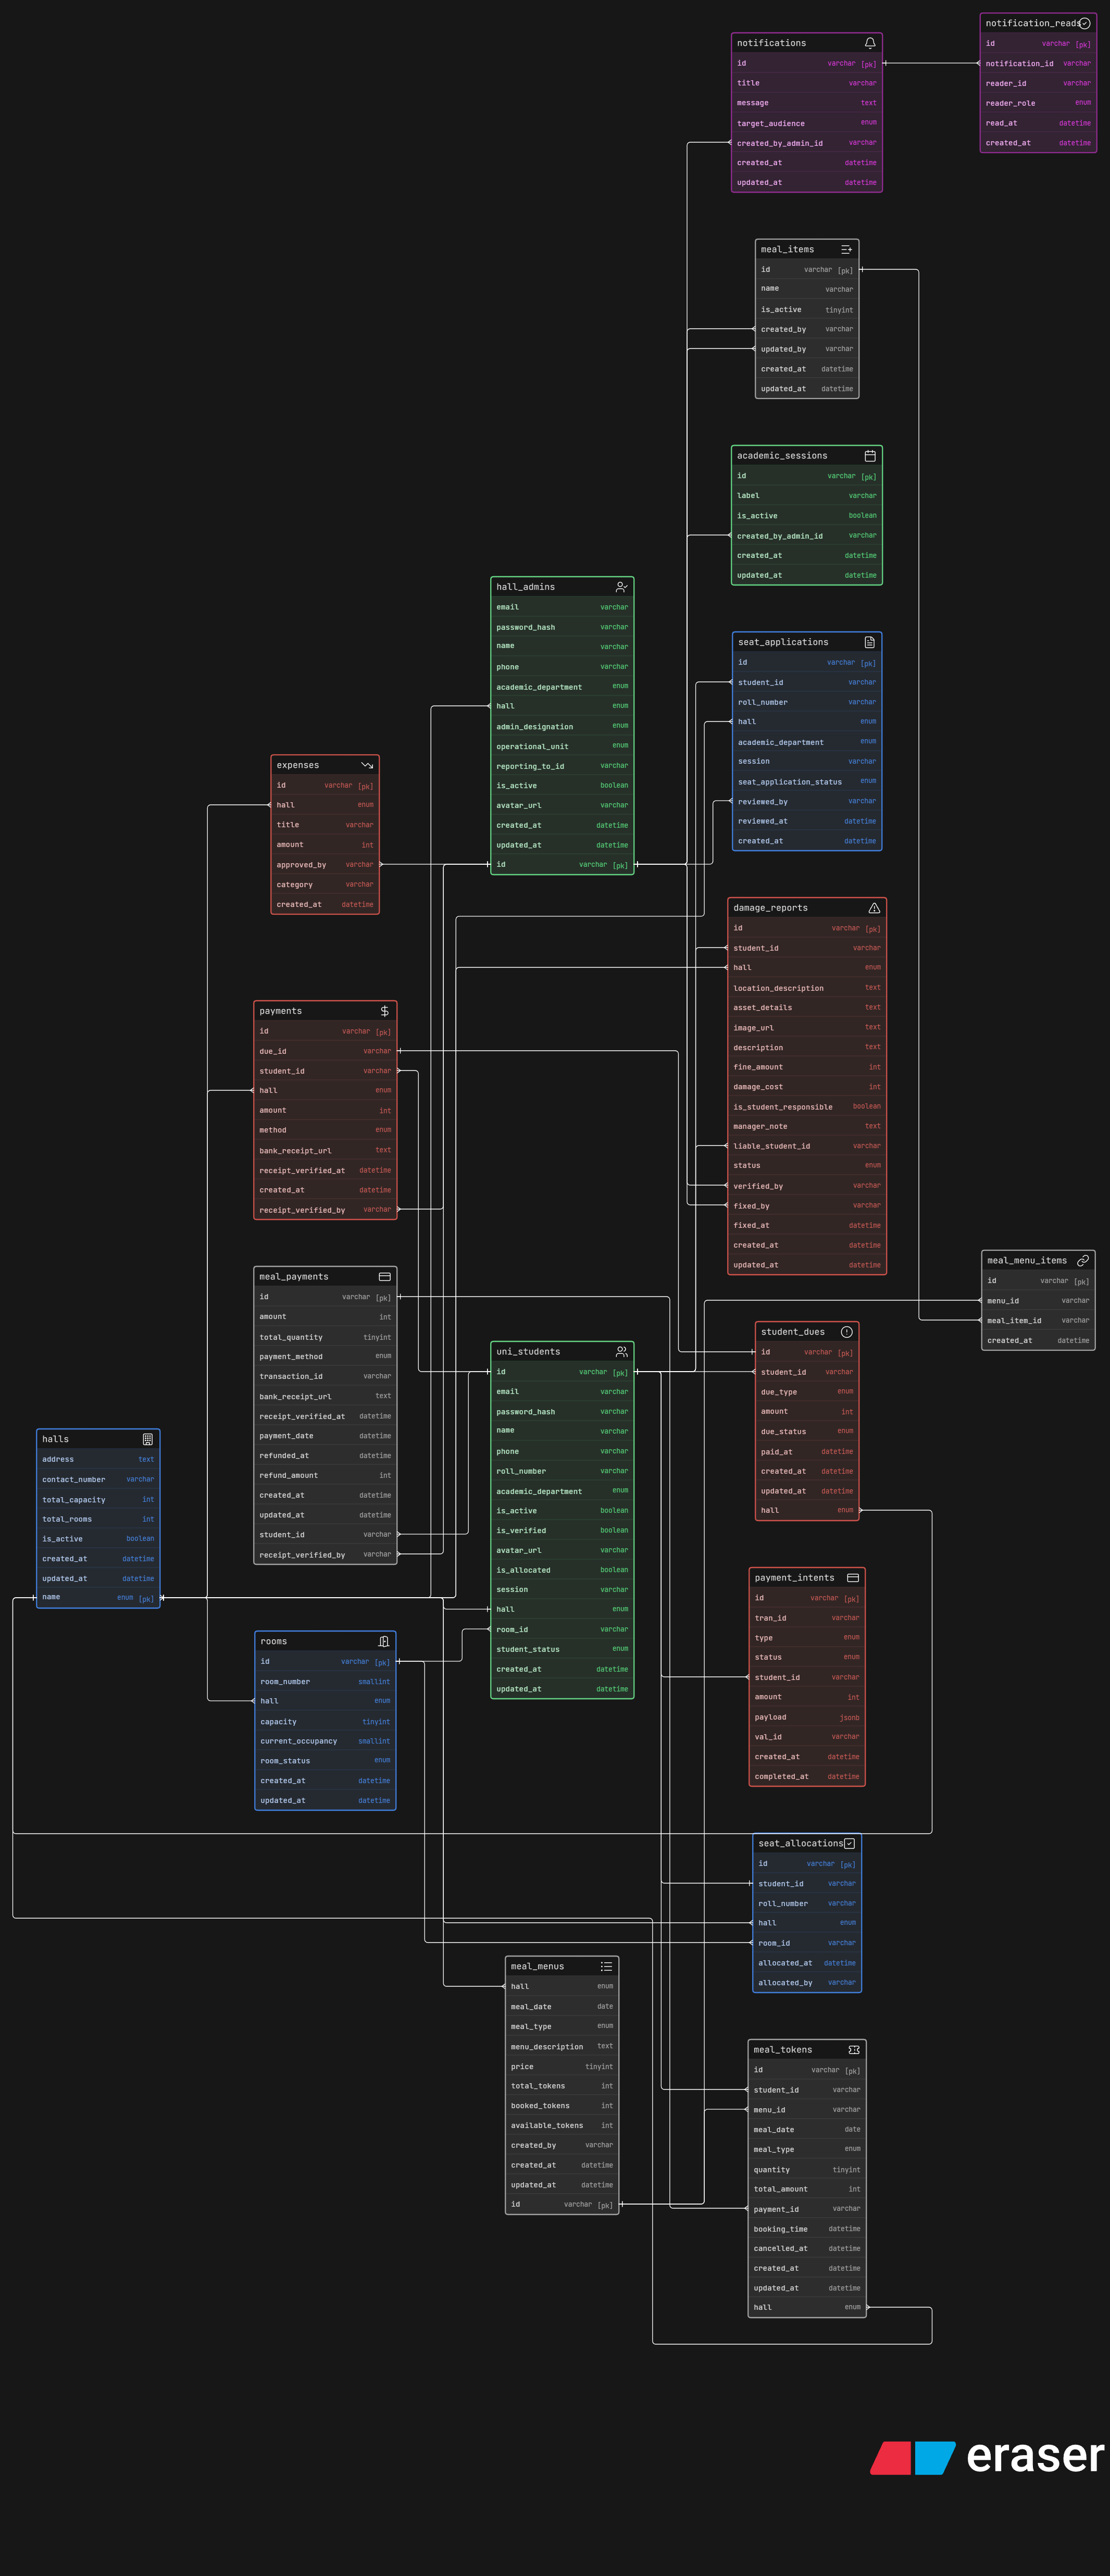 notifications
id varchar [pk]
title varchar
message text
target_audience enum
created_by_admin_id varchar
created_at datetime
updated_at datetime
notification_reads
id varchar [pk]
notification_id varchar
reader_id varchar
reader_role enum
read_at datetime
created_at datetime
meal_items
id varchar [pk]
name varchar
is_active tinyint
created_by varchar
updated_by varchar
created_at datetime
updated_at datetime
academic_sessions
id varchar [pk]
label varchar
is_active boolean
created_by_admin_id varchar
created_at datetime
updated_at datetime
hall_admins
email varchar
password_hash varchar
name varchar
phone varchar
academic_department enum
hall enum
admin_designation enum
operational_unit enum
reporting_to_id varchar
is_active boolean
avatar_url varchar
created_at datetime
updated_at datetime
id varchar [pk]
seat_applications
id varchar [pk]
student_id varchar
roll_number varchar
hall enum
academic_department enum
session varchar
seat_application_status enum
reviewed_by varchar
reviewed_at datetime
created_at datetime
expenses
id varchar [pk]
hall enum
title varchar
amount int
approved_by varchar
category varchar
created_at datetime
damage_reports
id varchar [pk]
student_id varchar
hall enum
location_description text
asset_details text
image_url text
description text
fine_amount int
damage_cost int
is_student_responsible boolean
manager_note text
liable_student_id varchar
status enum
verified_by varchar
fixed_by varchar
fixed_at datetime
created_at datetime
updated_at datetime
payments
id varchar [pk]
due_id varchar
student_id varchar
hall enum
amount int
method enum
bank_receipt_url text
receipt_verified_at datetime
created_at datetime
receipt_verified_by varchar
meal_menu_items
id varchar [pk]
menu_id varchar
meal_item_id varchar
created_at datetime
meal_payments
id varchar [pk]
amount int
total_quantity tinyint
payment_method enum
transaction_id varchar
bank_receipt_url text
receipt_verified_at datetime
payment_date datetime
refunded_at datetime
refund_amount int
created_at datetime
updated_at datetime
student_id varchar
receipt_verified_by varchar
uni_students
id varchar [pk]
email varchar
password_hash varchar
name varchar
phone varchar
roll_number varchar
academic_department enum
is_active boolean
is_verified boolean
avatar_url varchar
is_allocated boolean
session varchar
hall enum
room_id varchar
student_status enum
created_at datetime
updated_at datetime
student_dues
id varchar [pk]
student_id varchar
due_type enum
amount int
due_status enum
paid_at datetime
created_at datetime
updated_at datetime
hall enum
halls
address text
contact_number varchar
total_capacity int
total_rooms int
is_active boolean
created_at datetime
updated_at datetime
name enum [pk]
payment_intents
id varchar [pk]
tran_id varchar
type enum
status enum
student_id varchar
amount int
payload jsonb
val_id varchar
created_at datetime
completed_at datetime
rooms
id varchar [pk]
room_number smallint
hall enum
capacity tinyint
current_occupancy smallint
room_status enum
created_at datetime
updated_at datetime
seat_allocations
id varchar [pk]
student_id varchar
roll_number varchar
hall enum
room_id varchar
allocated_at datetime
allocated_by varchar
meal_menus
hall enum
meal_date date
meal_type enum
menu_description text
price tinyint
total_tokens int
booked_tokens int
available_tokens int
created_by varchar
created_at datetime
updated_at datetime
id varchar [pk]
meal_tokens
id varchar [pk]
student_id varchar
menu_id varchar
meal_date date
meal_type enum
quantity tinyint
total_amount int
payment_id varchar
booking_time datetime
cancelled_at datetime
created_at datetime
updated_at datetime
hall enum
eraser